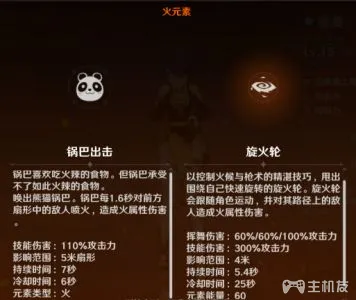 火元素
锅巴出击
锅巴喜欢吃火辣的食物。但锅巴承受
不了如此火辣的食物。
唤出熊猫锅巴。锅巴每1.6秒对前方
扇形中的敌人喷火，造成火属性伤害
。
技能伤害：110%攻击力
影响范围：5米扇形
持续时间：7秒
冷却时间：6秒
元素类型：火
旋火轮
以控制火候与枪术的精湛技巧，甩出
围绕自己快速旋转的旋火轮。旋火轮
会跟随角色运动，并对其路径上的敌
人造成火属性伤害。
挥舞伤害：60%/60%/100%攻击力
技能伤害：300%攻击力
影响范围：4米
持续时间：5.4秒
冷却时间：25秒
元素能量：60
主机友